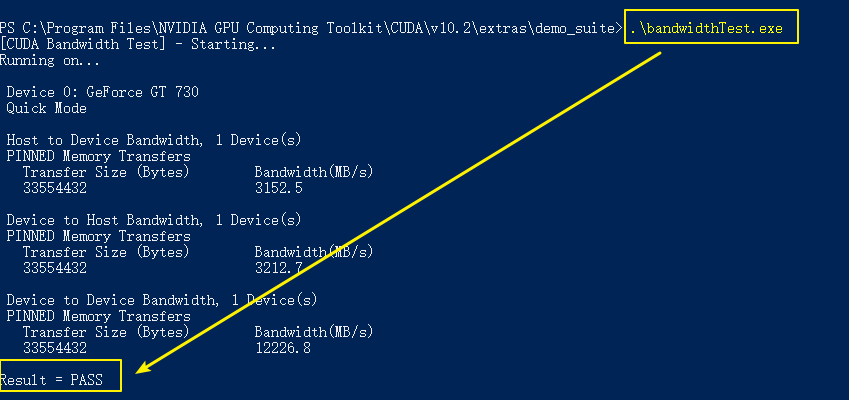 PS C:\Program Files\NVIDIA GPU Computing Toolkit\CUDA\v10.2\extras\demo_suite> .\bandwidthTest.exe
[CUDA Bandwidth Test] - Starting...
Running on...
Device 0: GeForce GT 730
Quick Mode
Host to Device Bandwidth, 1 Device(s)
PINNED Memory Transfers
Transfer Size (Bytes) Bandwidth(MB/s)
33554432 3152.5
Device to Host Bandwidth, 1 Device(s)
PINNED Memory Transfers
Transfer Size (Bytes) Bandwidth(MB/s)
33554432 3212.7
Device to Device Bandwidth, 1 Device(s)
PINNED Memory Transfers
Transfer Size (Bytes) Bandwidth(MB/s)
33554432 12226.8
Result = PASS